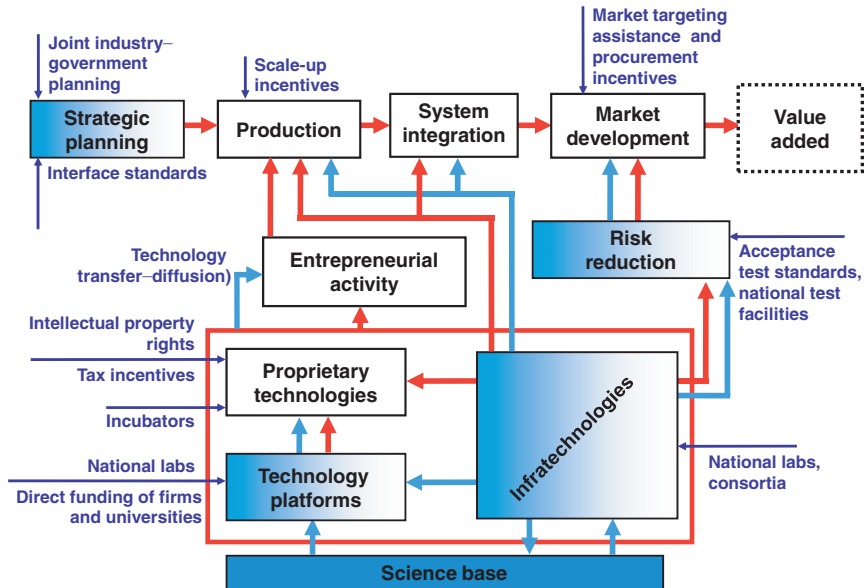 Joint industry–
government
planning
Scale-up
incentives
Market targeting
assistance and
procurement
incentives
Strategic
planning
Production
System
integration
Market
development
Value
added
Interface standards
Technology
transfer–diffusion)
Entrepreneurial
activity
Risk
reduction
Acceptance
test standards,
national test
facilities
Intellectual property
rights
Tax incentives
Incubators
Proprietary
technologies
Infratechnologies
National labs
Direct funding of firms
and universities
Technology
platforms
National labs,
consortia
Science base